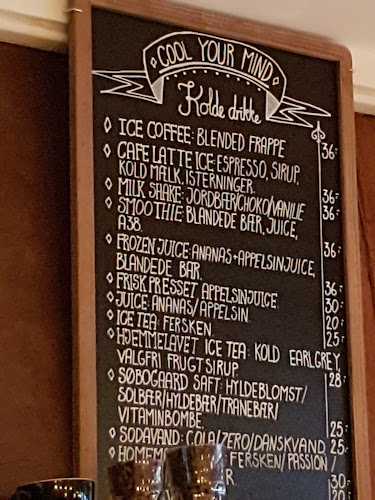 COOL YOUR MIND
Kolde drikke
◊ ICE COFFEE: BLENDED FRAPPE 36:-
◊ CAFE LATTE ICE: ESPRESSO, SIRUP,
KOLD MÆLK, ISTERNINGER. 36:-
◊ MILK SHAKE: JORDBÆR/CHOKO/VANILIE 36:-
◊ SMOOTHIE: BLANDEDE BÆR, JUICE,
A38. 36:-
◊ FROZEN JUICE: ANANAS+APPELSINJUICE,
BLANDEDE BÆR. 36:-
◊ FRISK PRESSET APPELSINJUICE. 30:-
◊ JUICE: ANANAS/APPELSIN 20:-
◊ ICE TEA: FERSKEN 25:-
◊ HJEMMELAVET ICE TEA: KOLD EARL GREY,
VALGFRI FRUGTSIRUP 28:-
◊ SØBOGAARD SAFT: HYLDEBLOMST/
SOLBÆR/HYLDEBÆR/TRANEBÆR/
VITAMINBOMBE. 25:-
◊ SODAVAND: COLA/ZERO/DANSKVAND 25:-
◊ FERSKEN/PASSION/
30:-
20:-